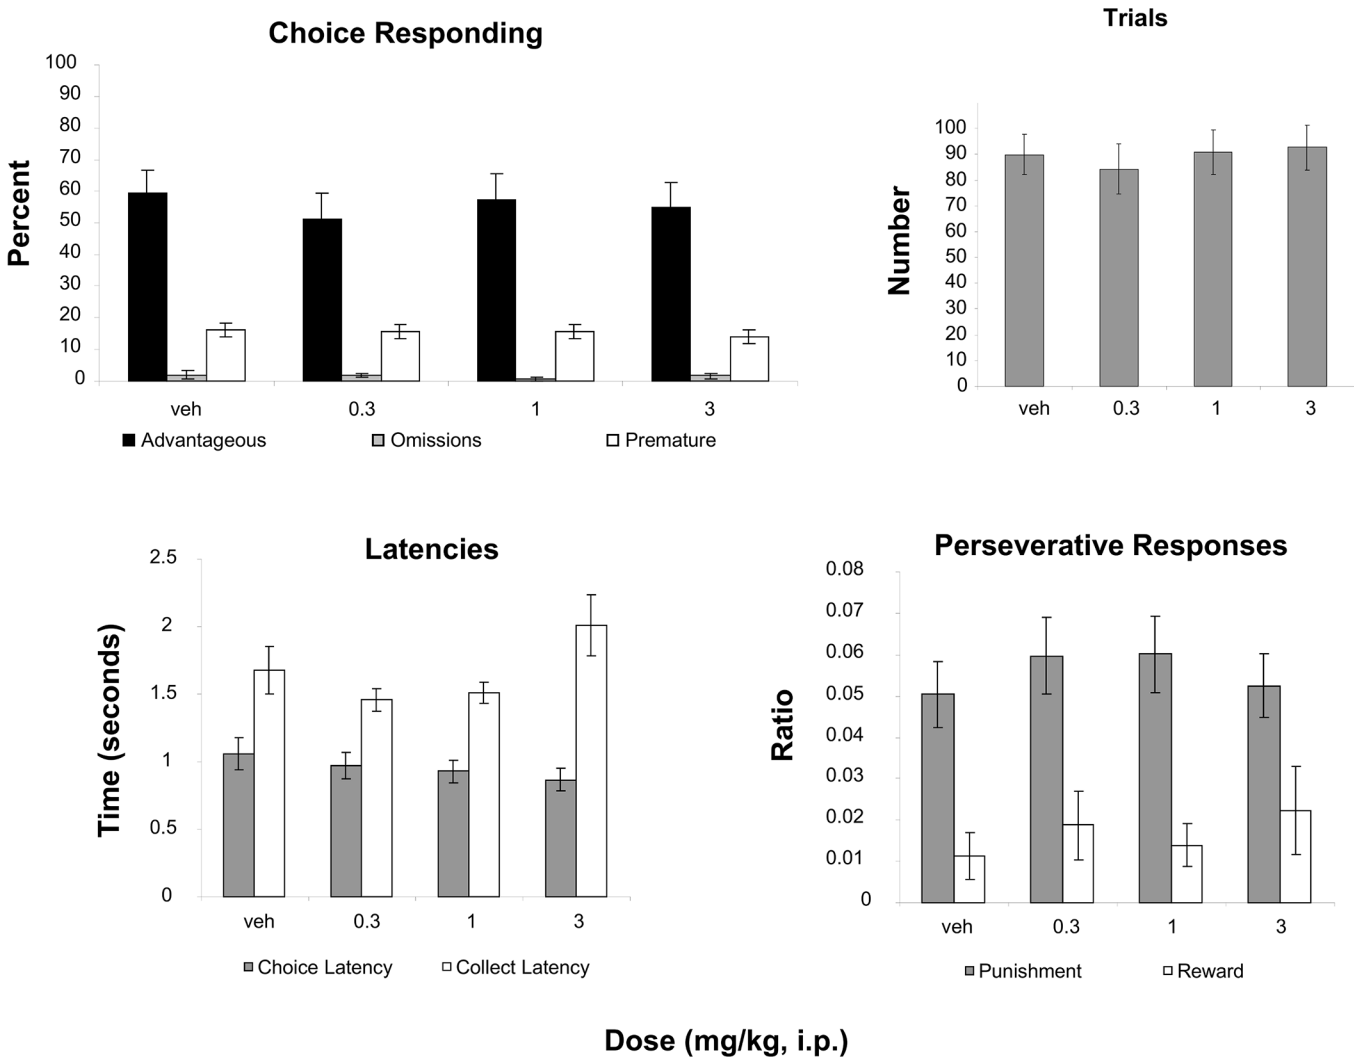 Choice Responding
Percent
100
90
80
70
60
50
40
30
20
10
0
veh 0.3 1 3
Advantageous Omissions Premature
Trials
Number
100
90
80
70
60
50
40
30
20
10
0
veh 0.3 1 3
Latencies
Time (seconds)
2.5
2
1.5
1
0.5
0
veh 0.3 1 3
Choice Latency Collect Latency
Perseverative Responses
Ratio
0.08
0.07
0.06
0.05
0.04
0.03
0.02
0.01
0
veh 0.3 1 3
Punishment Reward
Dose (mg/kg, i.p.)